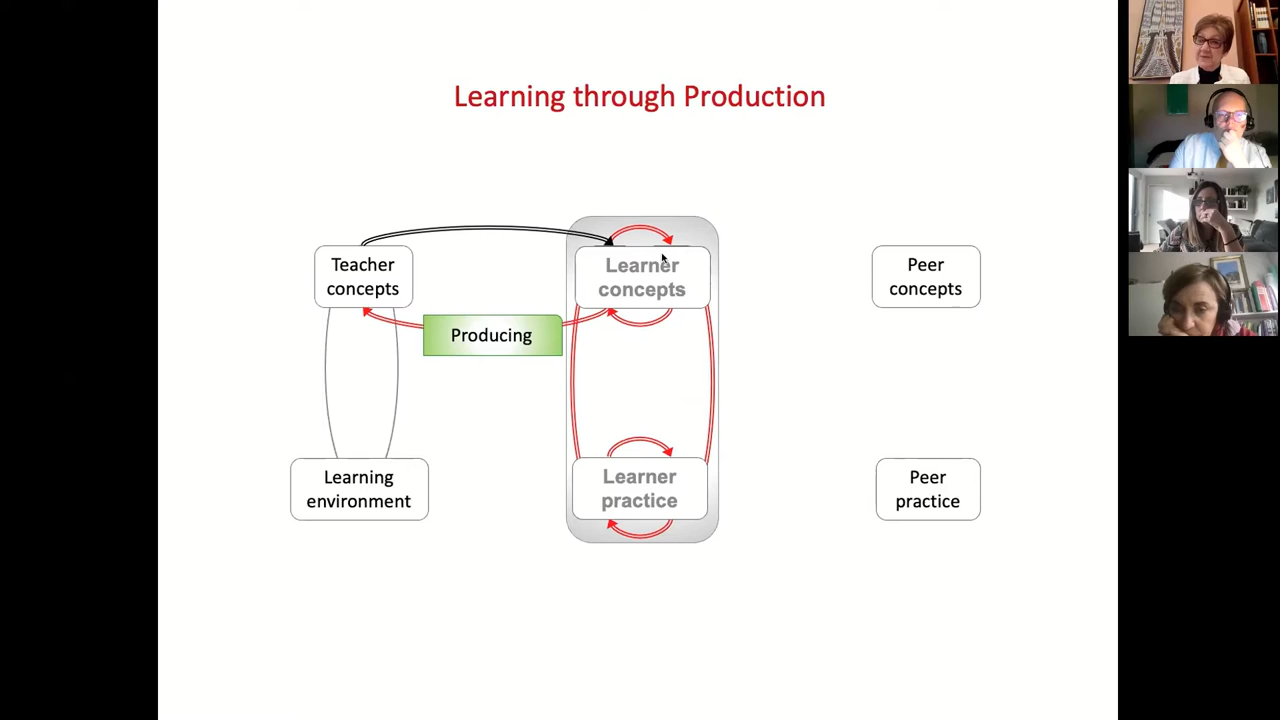 Learning through Production
Teacher
concepts
Learner
concepts
Peer
concepts
Producing
Learning
environment
Learner
practice
Peer
practice